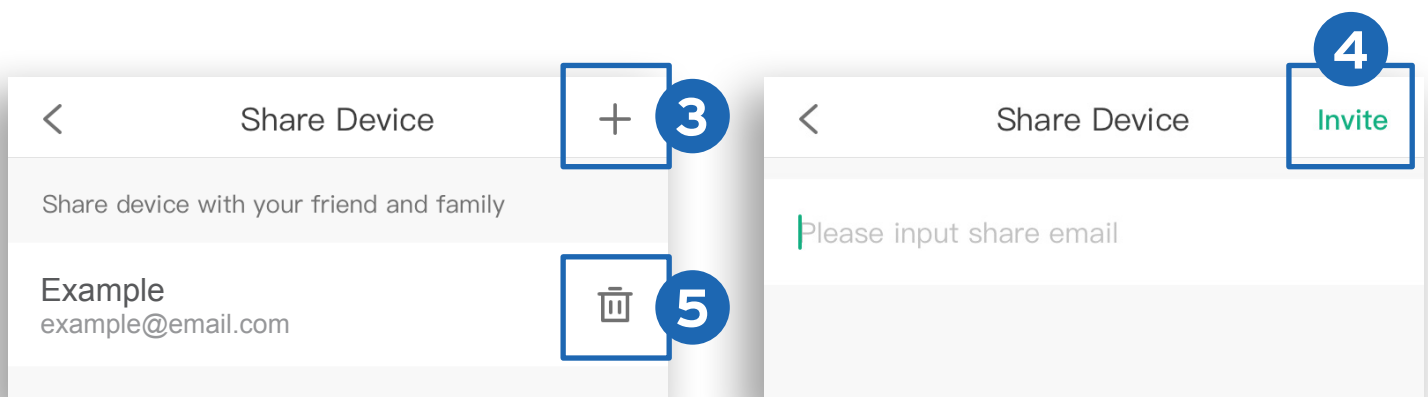 Share Device
3
Share device with your friend and family
Example
example@email.com
5
4
Share Device
Invite
Please input share email